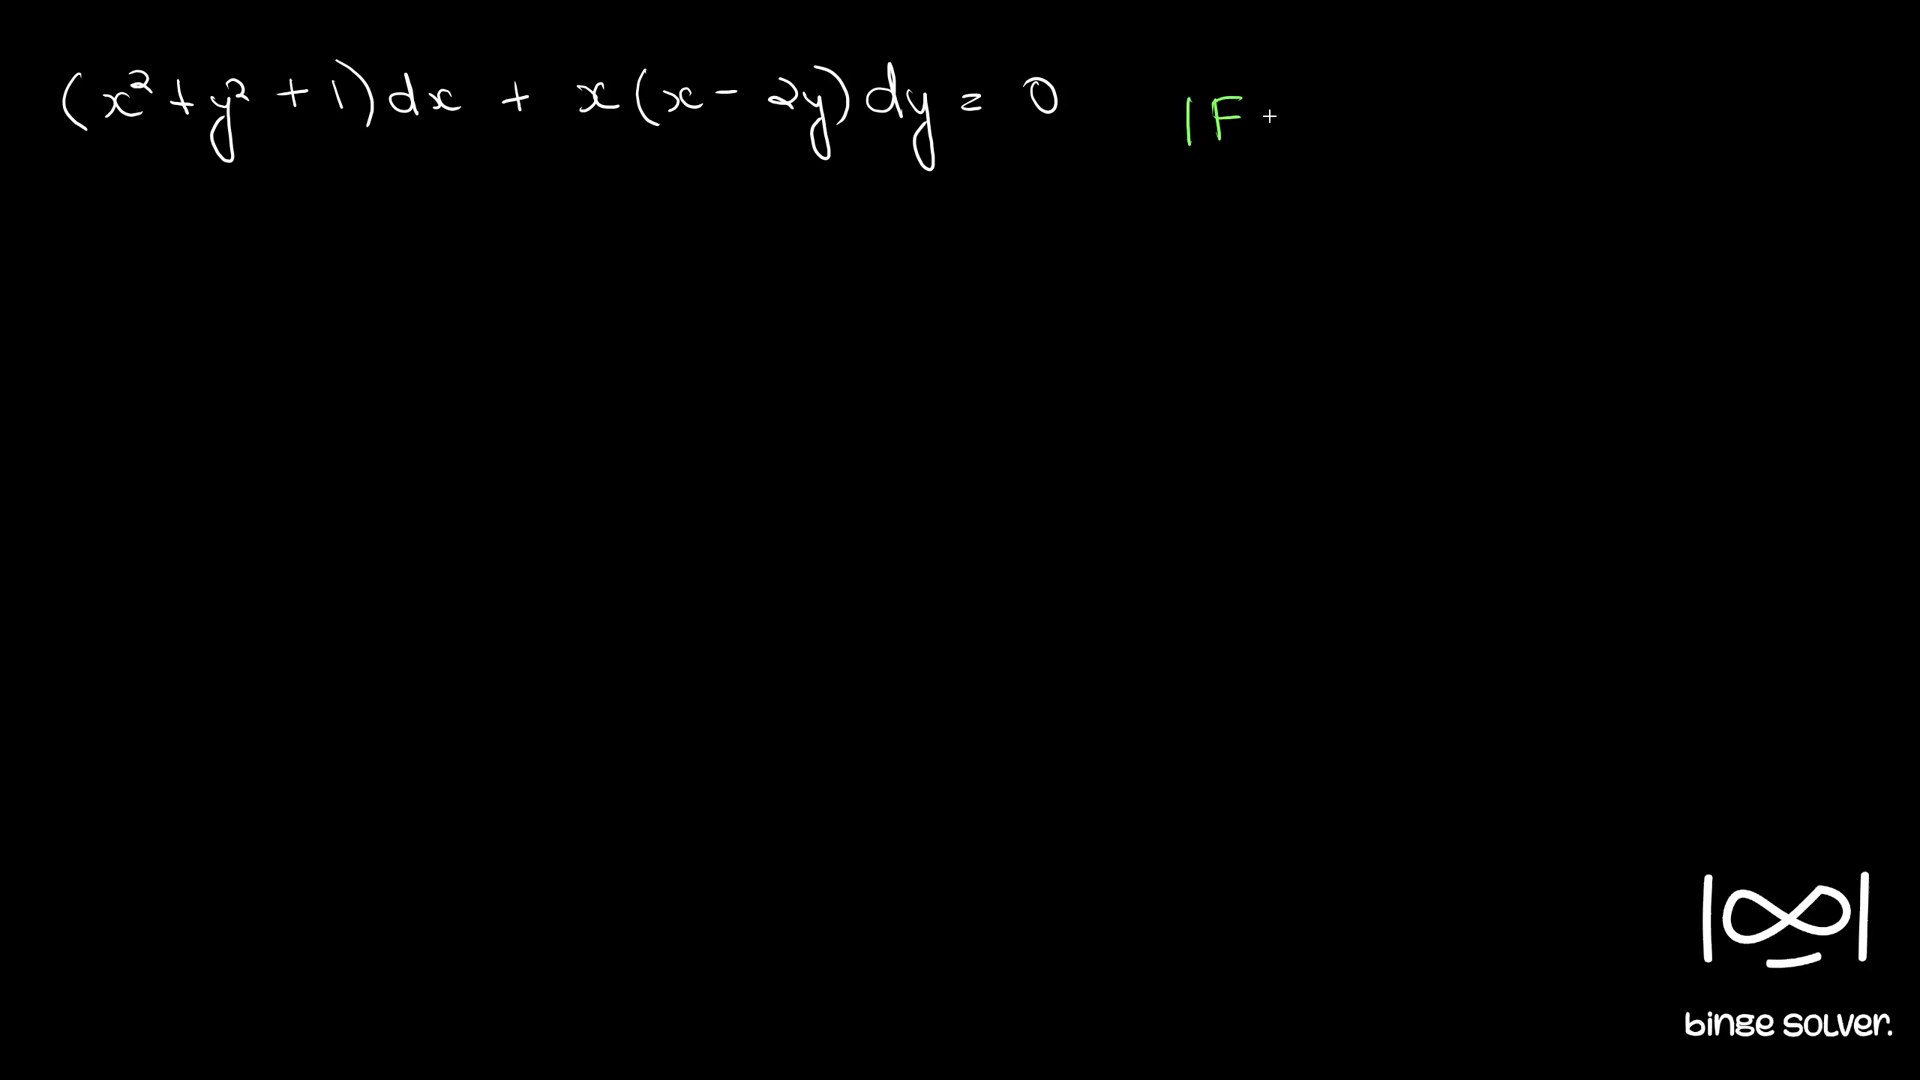 (x² + y² + 1) dx + x (x - 2y) dy = 0 IF
binge solver.